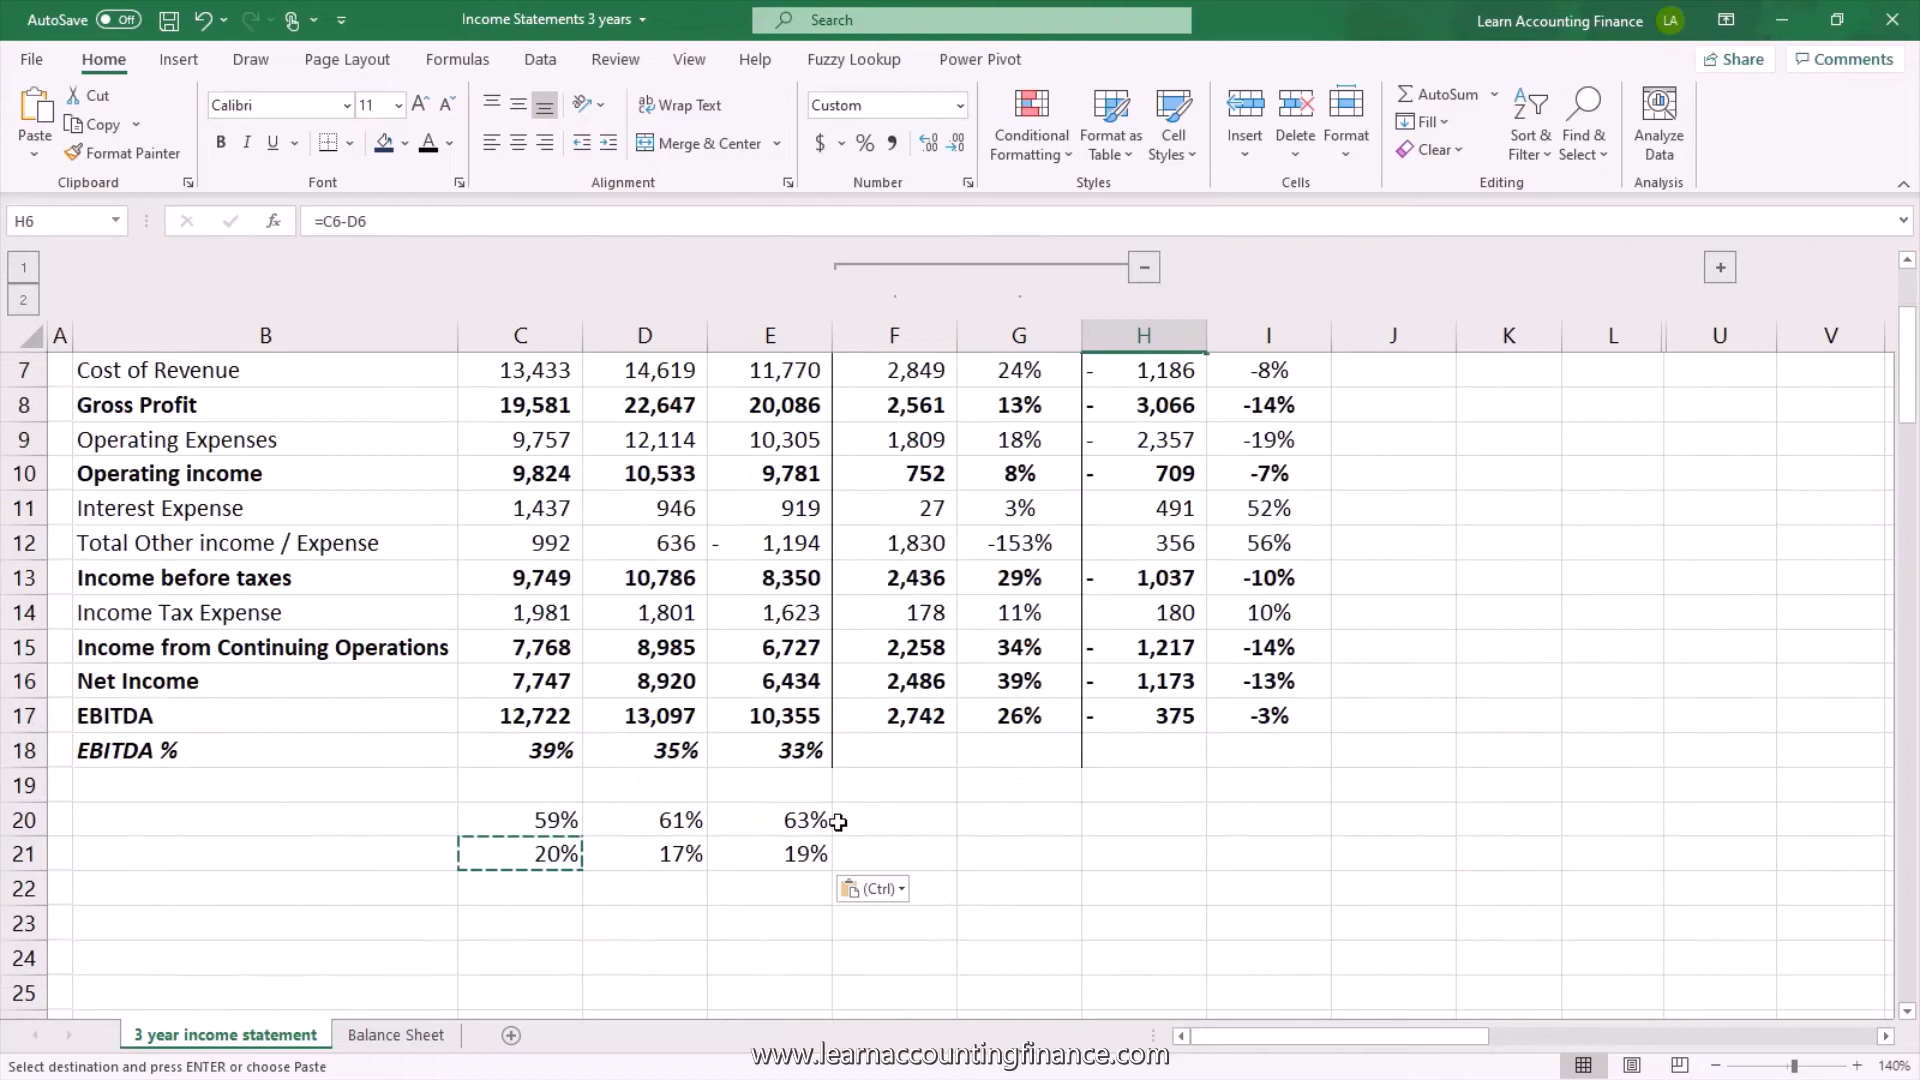 AutoSave Off Income Statements 3 years Search Learn Accounting Finance LA
File Home Insert Draw Page Layout Formulas Data Review View Help Fuzzy Lookup Power Pivot Share Comments
Paste Cut Copy Format Painter Clipboard
Calibri 11 A A B I U A Font
Wrap Text Merge & Center Alignment
Custom $ % 9 Number
Conditional Formatting Format as Table Cell Styles Styles
Insert Delete Format Cells
AutoSum Fill Clear Sort & Filter Find & Select Editing
Analyze Data Analysis
H6 fx =C6-D6
1
2
A B C D E F G H I J K L U V
7 Cost of Revenue 13,433 14,619 11,770 2,849 24% - 1,186 -8%
8 Gross Profit 19,581 22,647 20,086 2,561 13% - 3,066 -14%
9 Operating Expenses 9,757 12,114 10,305 1,809 18% - 2,357 -19%
10 Operating income 9,824 10,533 9,781 752 8% - 709 -7%
11 Interest Expense 1,437 946 919 27 3% 491 52%
12 Total Other income / Expense 992 636 - 1,194 1,830 -153% 356 56%
13 Income before taxes 9,749 10,786 8,350 2,436 29% - 1,037 -10%
14 Income Tax Expense 1,981 1,801 1,623 178 11% 180 10%
15 Income from Continuing Operations 7,768 8,985 6,727 2,258 34% - 1,217 -14%
16 Net Income 7,747 8,920 6,434 2,486 39% - 1,173 -13%
17 EBITDA 12,722 13,097 10,355 2,742 26% - 375 -3%
18 EBITDA % 39% 35% 33%
19
20 59% 61% 63%
21 20% 17% 19%
22 (Ctrl)
23
24
25
3 year income statement Balance Sheet
www.learnaccountingfinance.com
Select destination and press ENTER or choose Paste 140%